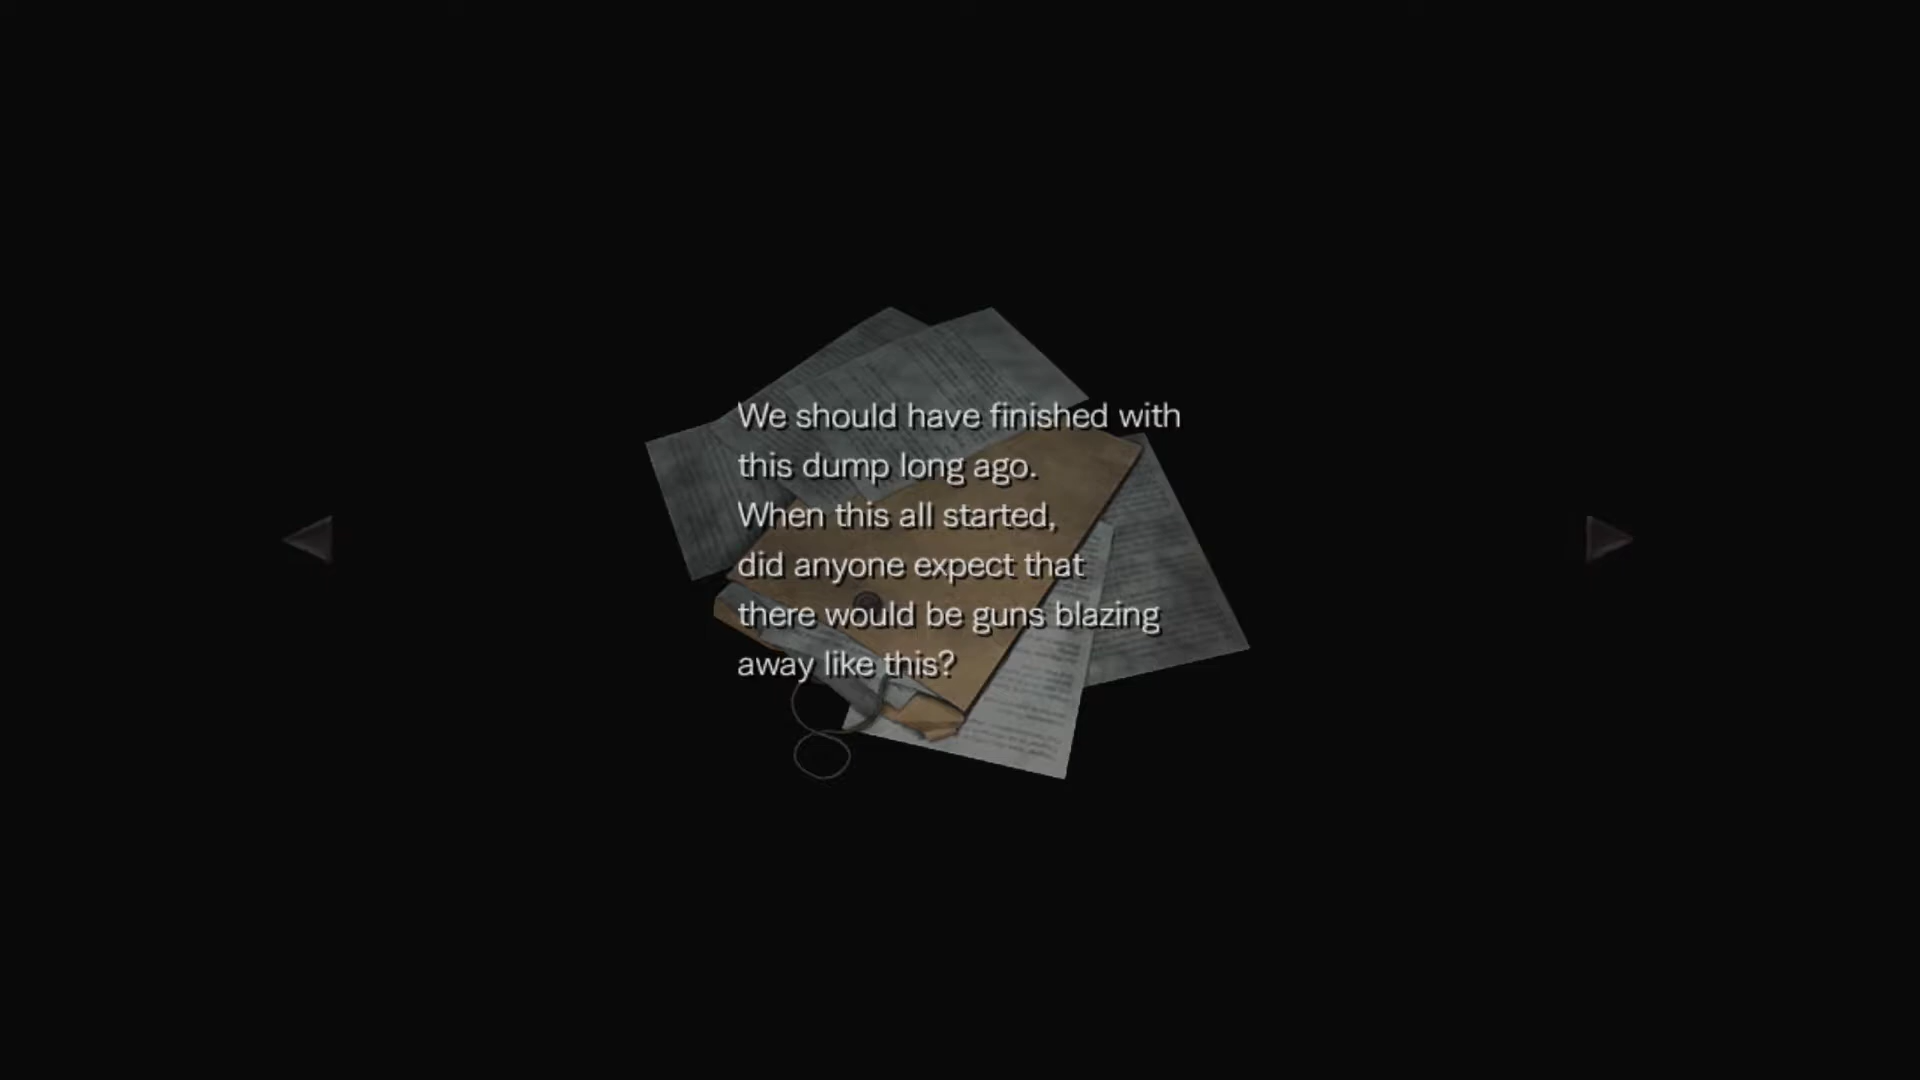 We should have finished with
this dump long ago.
When this all started,
did anyone expect that
there would be guns blazing
away like this?